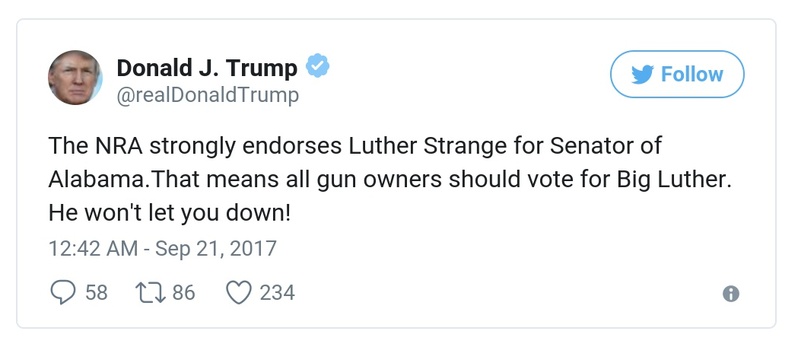 Donald J. Trump
@realDonaldTrump
Follow
The NRA strongly endorses Luther Strange for Senator of
Alabama.That means all gun owners should vote for Big Luther.
He won't let you down!
12:42 AM - Sep 21, 2017
58 86 234